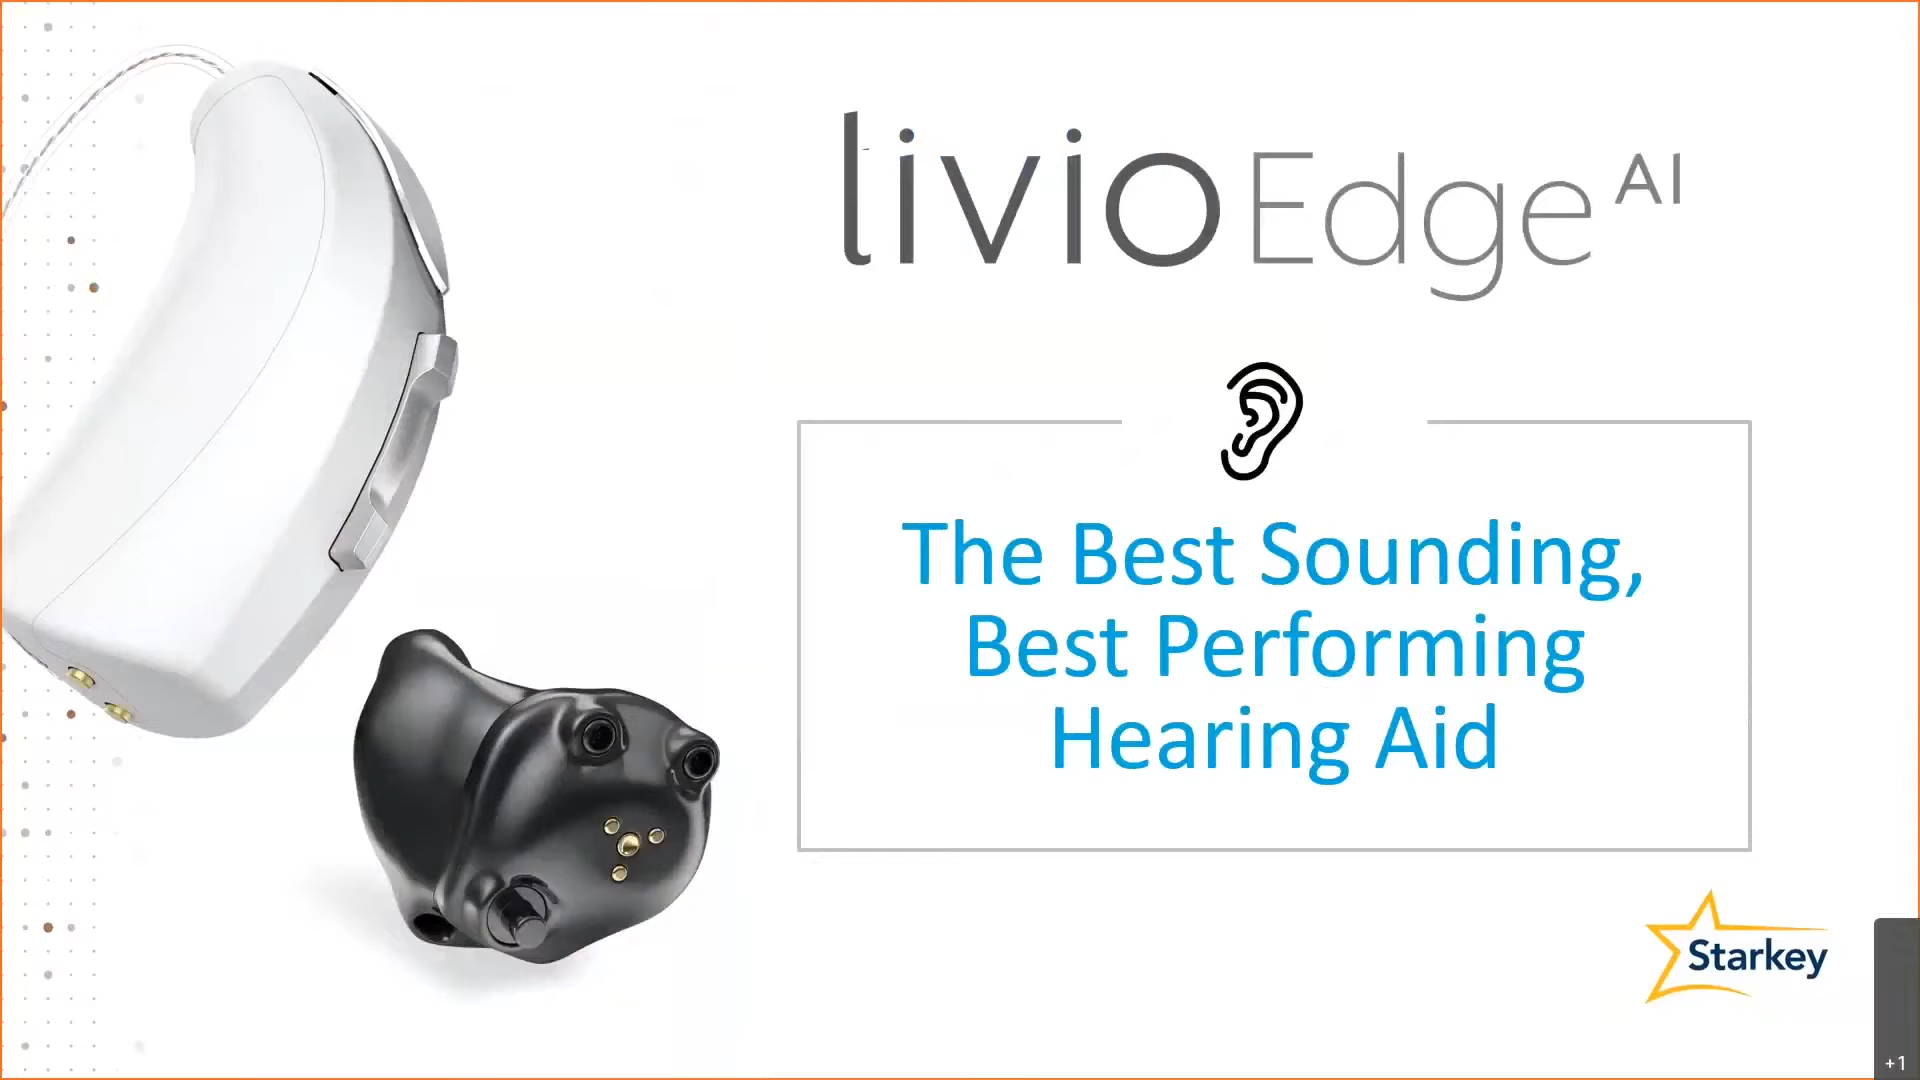 livio Edge AI
The Best Sounding,
Best Performing
Hearing Aid
Starkey
+1